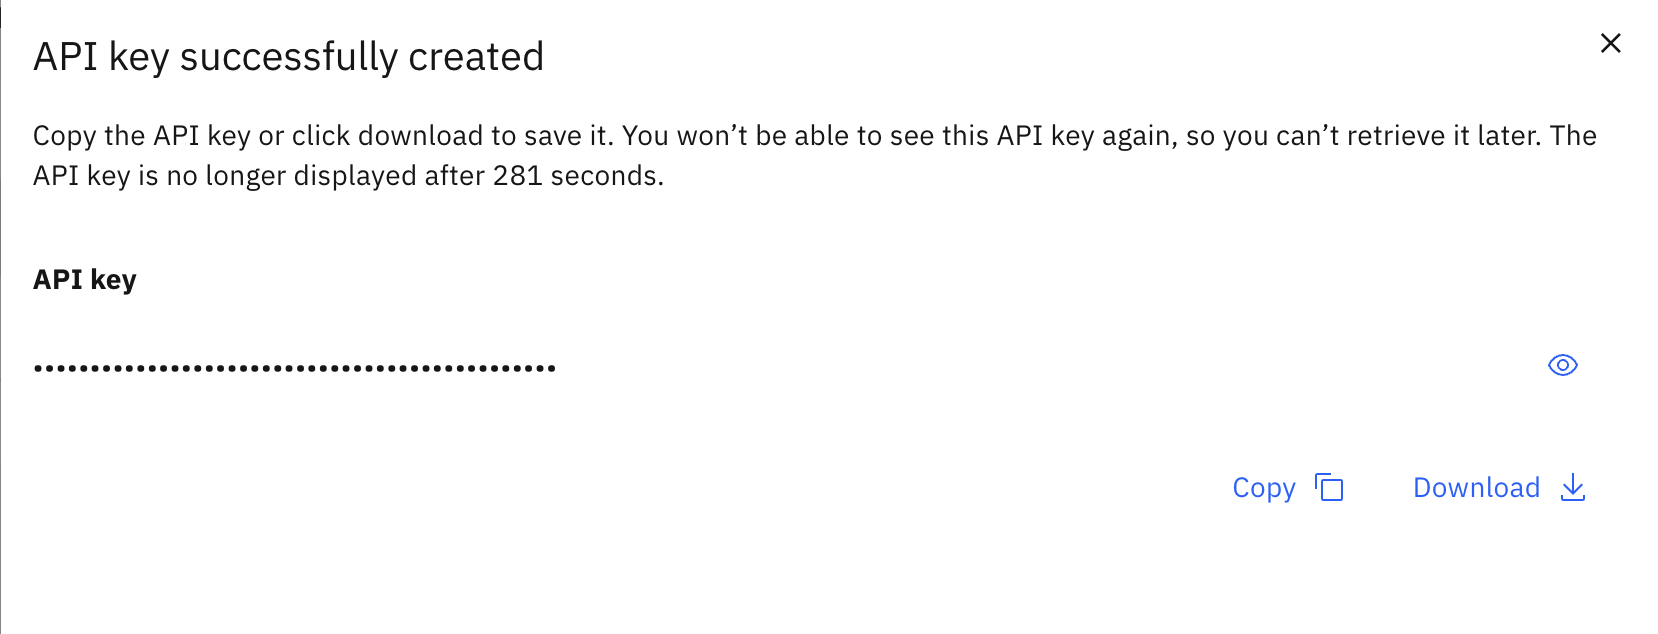 API key successfully created
Copy the API key or click download to save it. You won’t be able to see this API key again, so you can’t retrieve it later. The
API key is no longer displayed after 281 seconds.
API key
••••••••••••••••••••••••••••••••••••••••••••••
Copy
Download